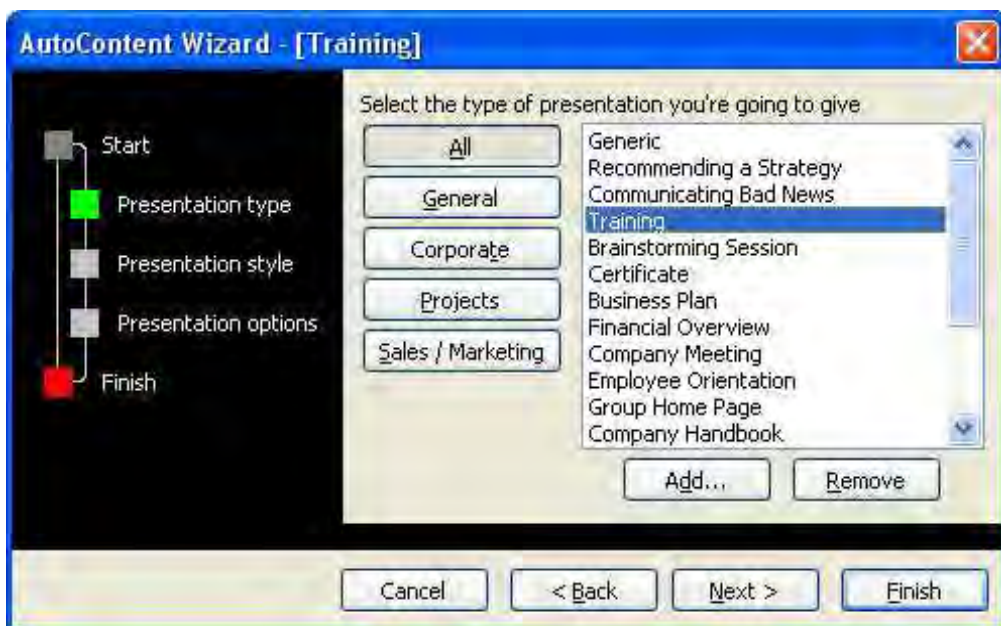 AutoContent Wizard - [Training]
Start
Presentation type
Presentation style
Presentation options
Finish
Select the type of presentation you're going to give
All
General
Corporate
Projects
Sales / Marketing
Generic
Recommending a Strategy
Communicating Bad News
Training
Brainstorming Session
Certificate
Business Plan
Financial Overview
Company Meeting
Employee Orientation
Group Home Page
Company Handbook
Add...
Remove
Cancel
< Back
Next >
Finish